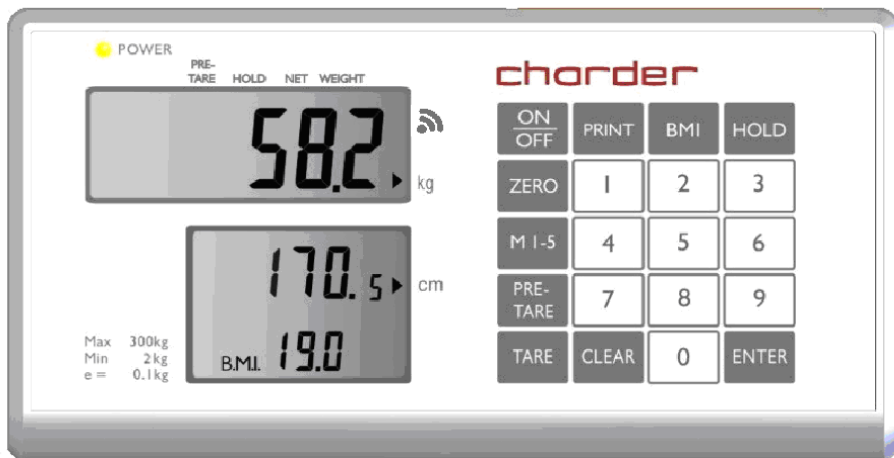 POWER
PRE-
TARE HOLD NET WEIGHT
58.2
kg
170.5 cm
B.M.I. 19.0
Max 300kg
Min 2kg
e = 0.1kg
charder
ON
OFF
PRINT BMI HOLD
ZERO 1 2 3
M 1-5 4 5 6
PRE-
TARE
7 8 9
TARE CLEAR 0 ENTER